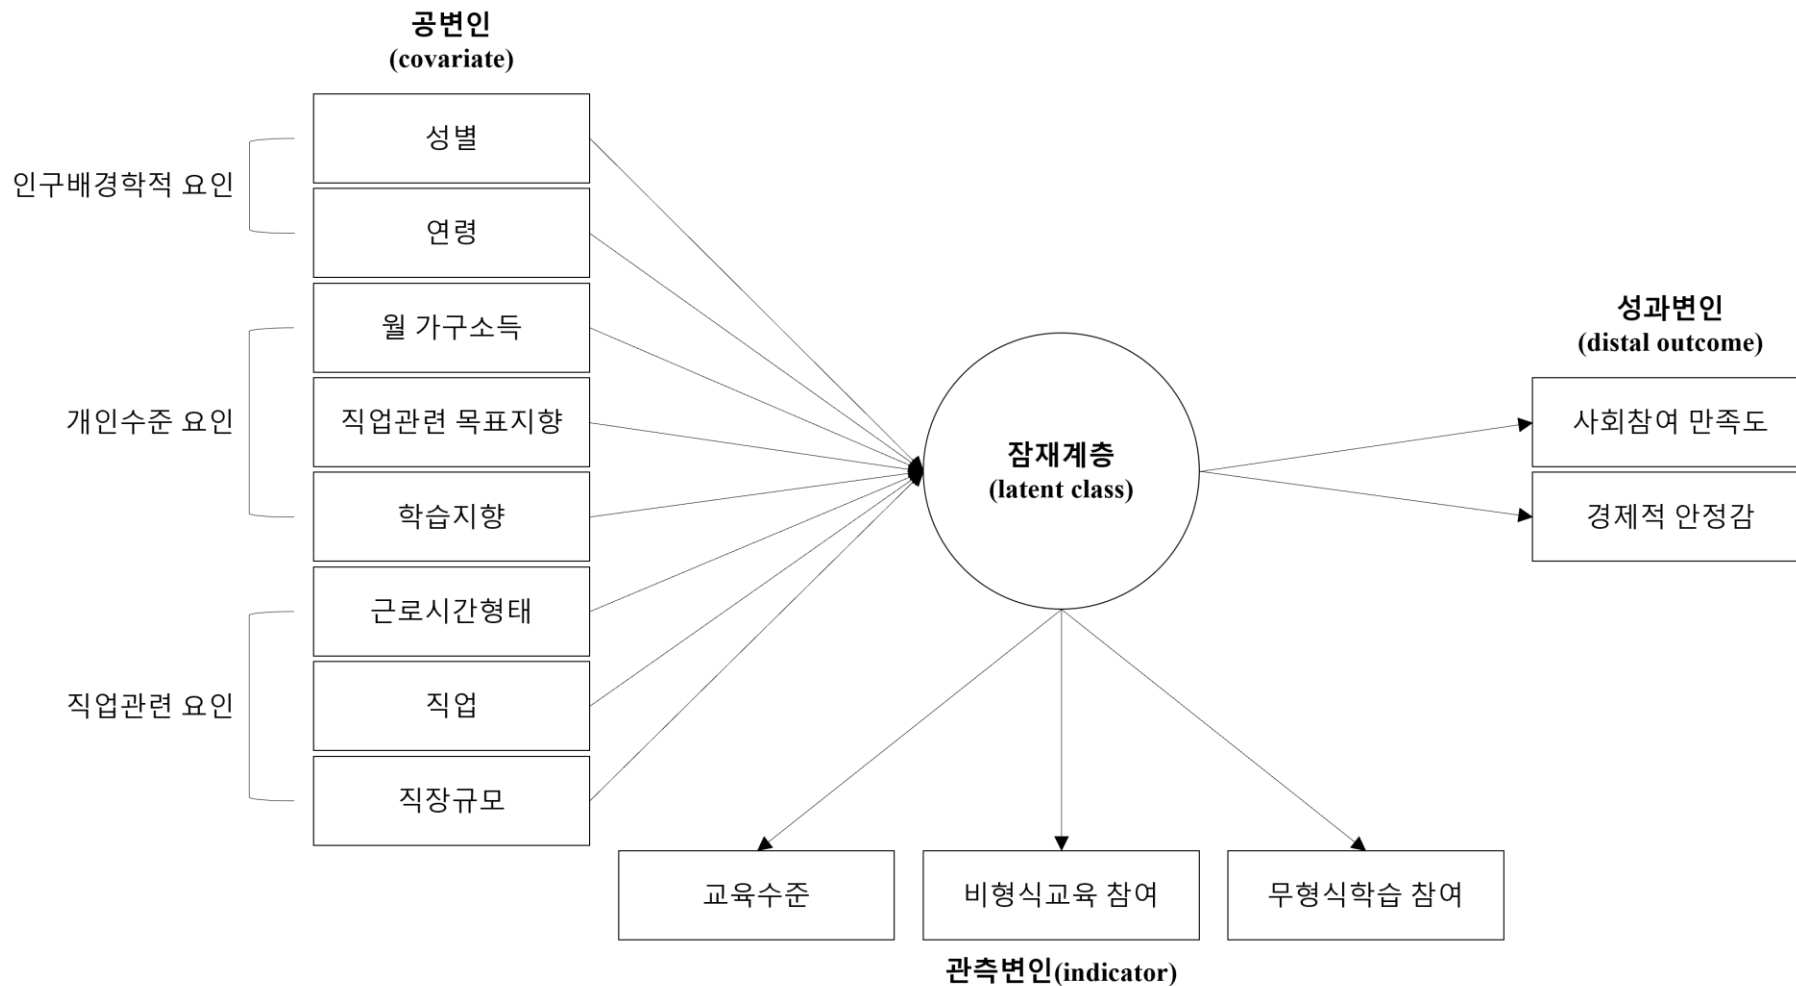 공변인
(covariate)
인구배경학적 요인
성별
연령
개인수준 요인
월 가구소득
직업관련 목표지향
학습지향
직업관련 요인
근로시간형태
직업
직장규모
잠재계층
(latent class)
성과변인
(distal outcome)
사회참여 만족도
경제적 안정감
교육수준
비형식교육 참여
무형식학습 참여
관측변인(indicator)